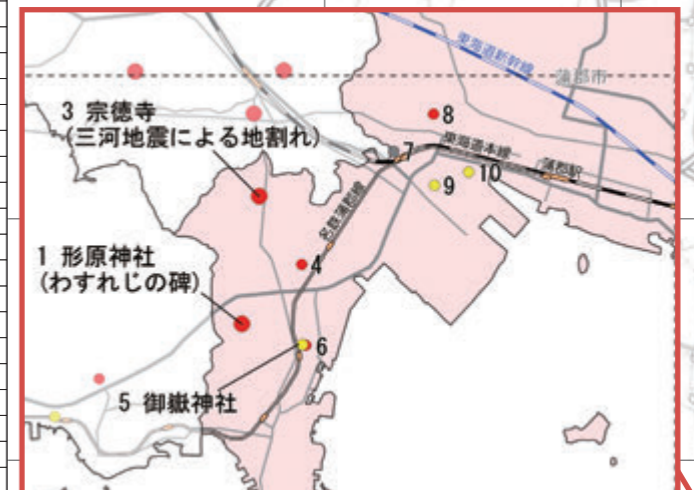 東海道新幹線
蒲郡市
3 宗徳寺
(三河地震による地割れ)
8
7
東海道本線
蒲郡駅
10
9
名鉄蒲郡線
1 形原神社
(わすれじの碑)
4
6
5 御嶽神社